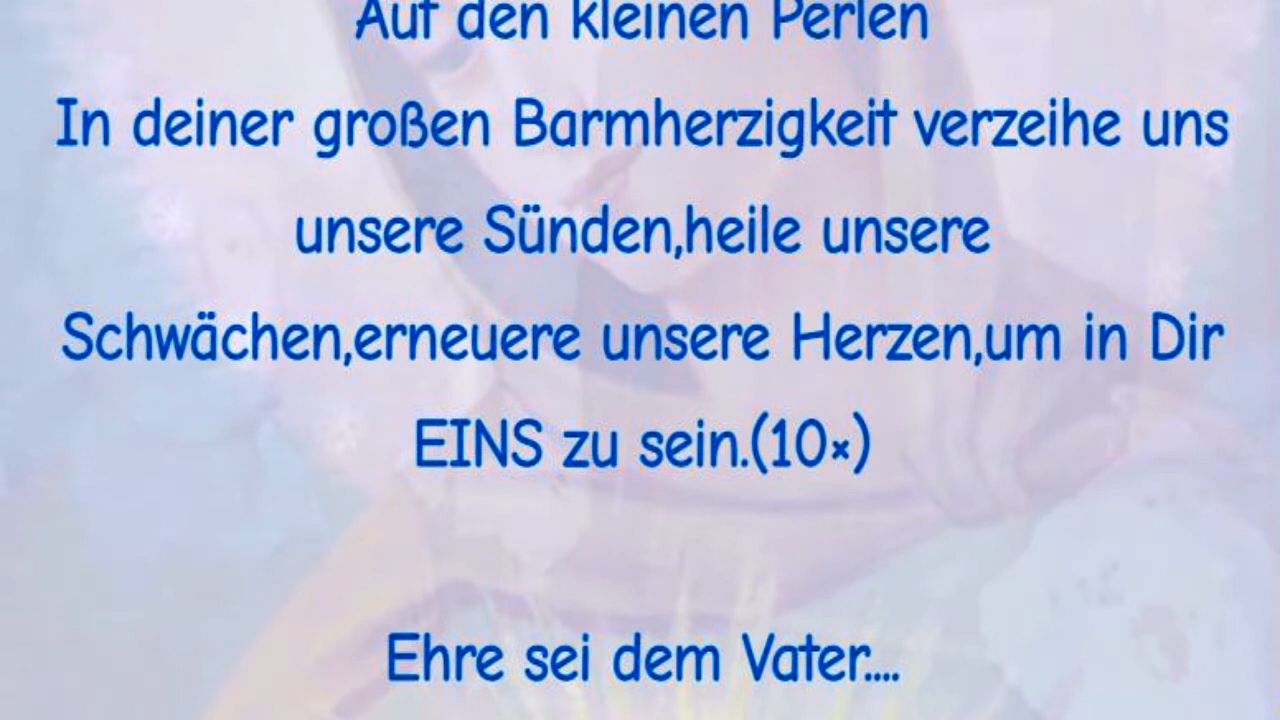 Auf den kleinen Perlen
In deiner großen Barmherzigkeit verzeihe uns
unsere Sünden,heile unsere
Schwächen,erneuere unsere Herzen,um in Dir
EINS zu sein.(10×)
Ehre sei dem Vater....